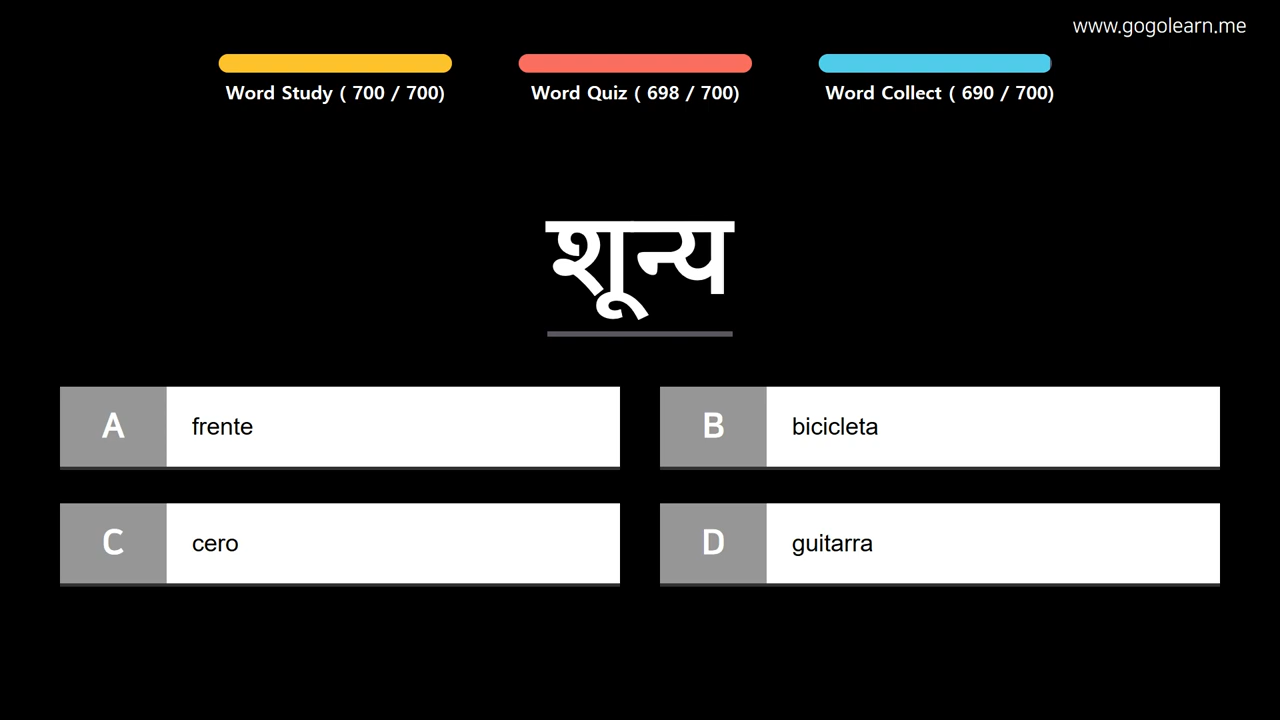 www.gogolearn.me
Word Study ( 700 / 700)
Word Quiz ( 698 / 700)
Word Collect ( 690 / 700)
शून्य
A frente
B bicicleta
C cero
D guitarra